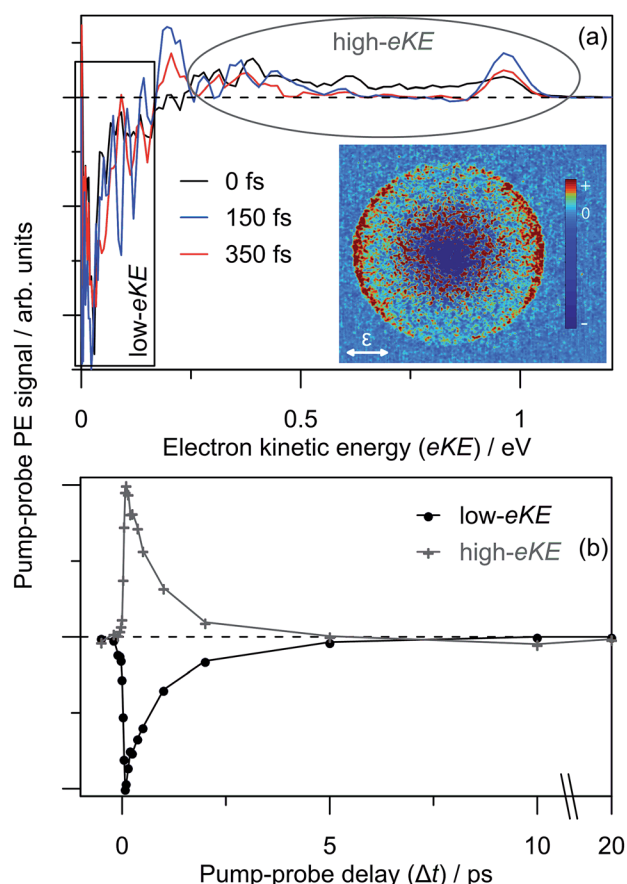 (a)
high-eKE
0 fs
150 fs
350 fs
low-eKE
+
0
-
ε
0
0.5
1
Electron kinetic energy (eKE) / eV
Pump-probe PE signal / arb. units
low-eKE
high-eKE
(b)
0
5
10
20
Pump-probe delay (Δt) / ps